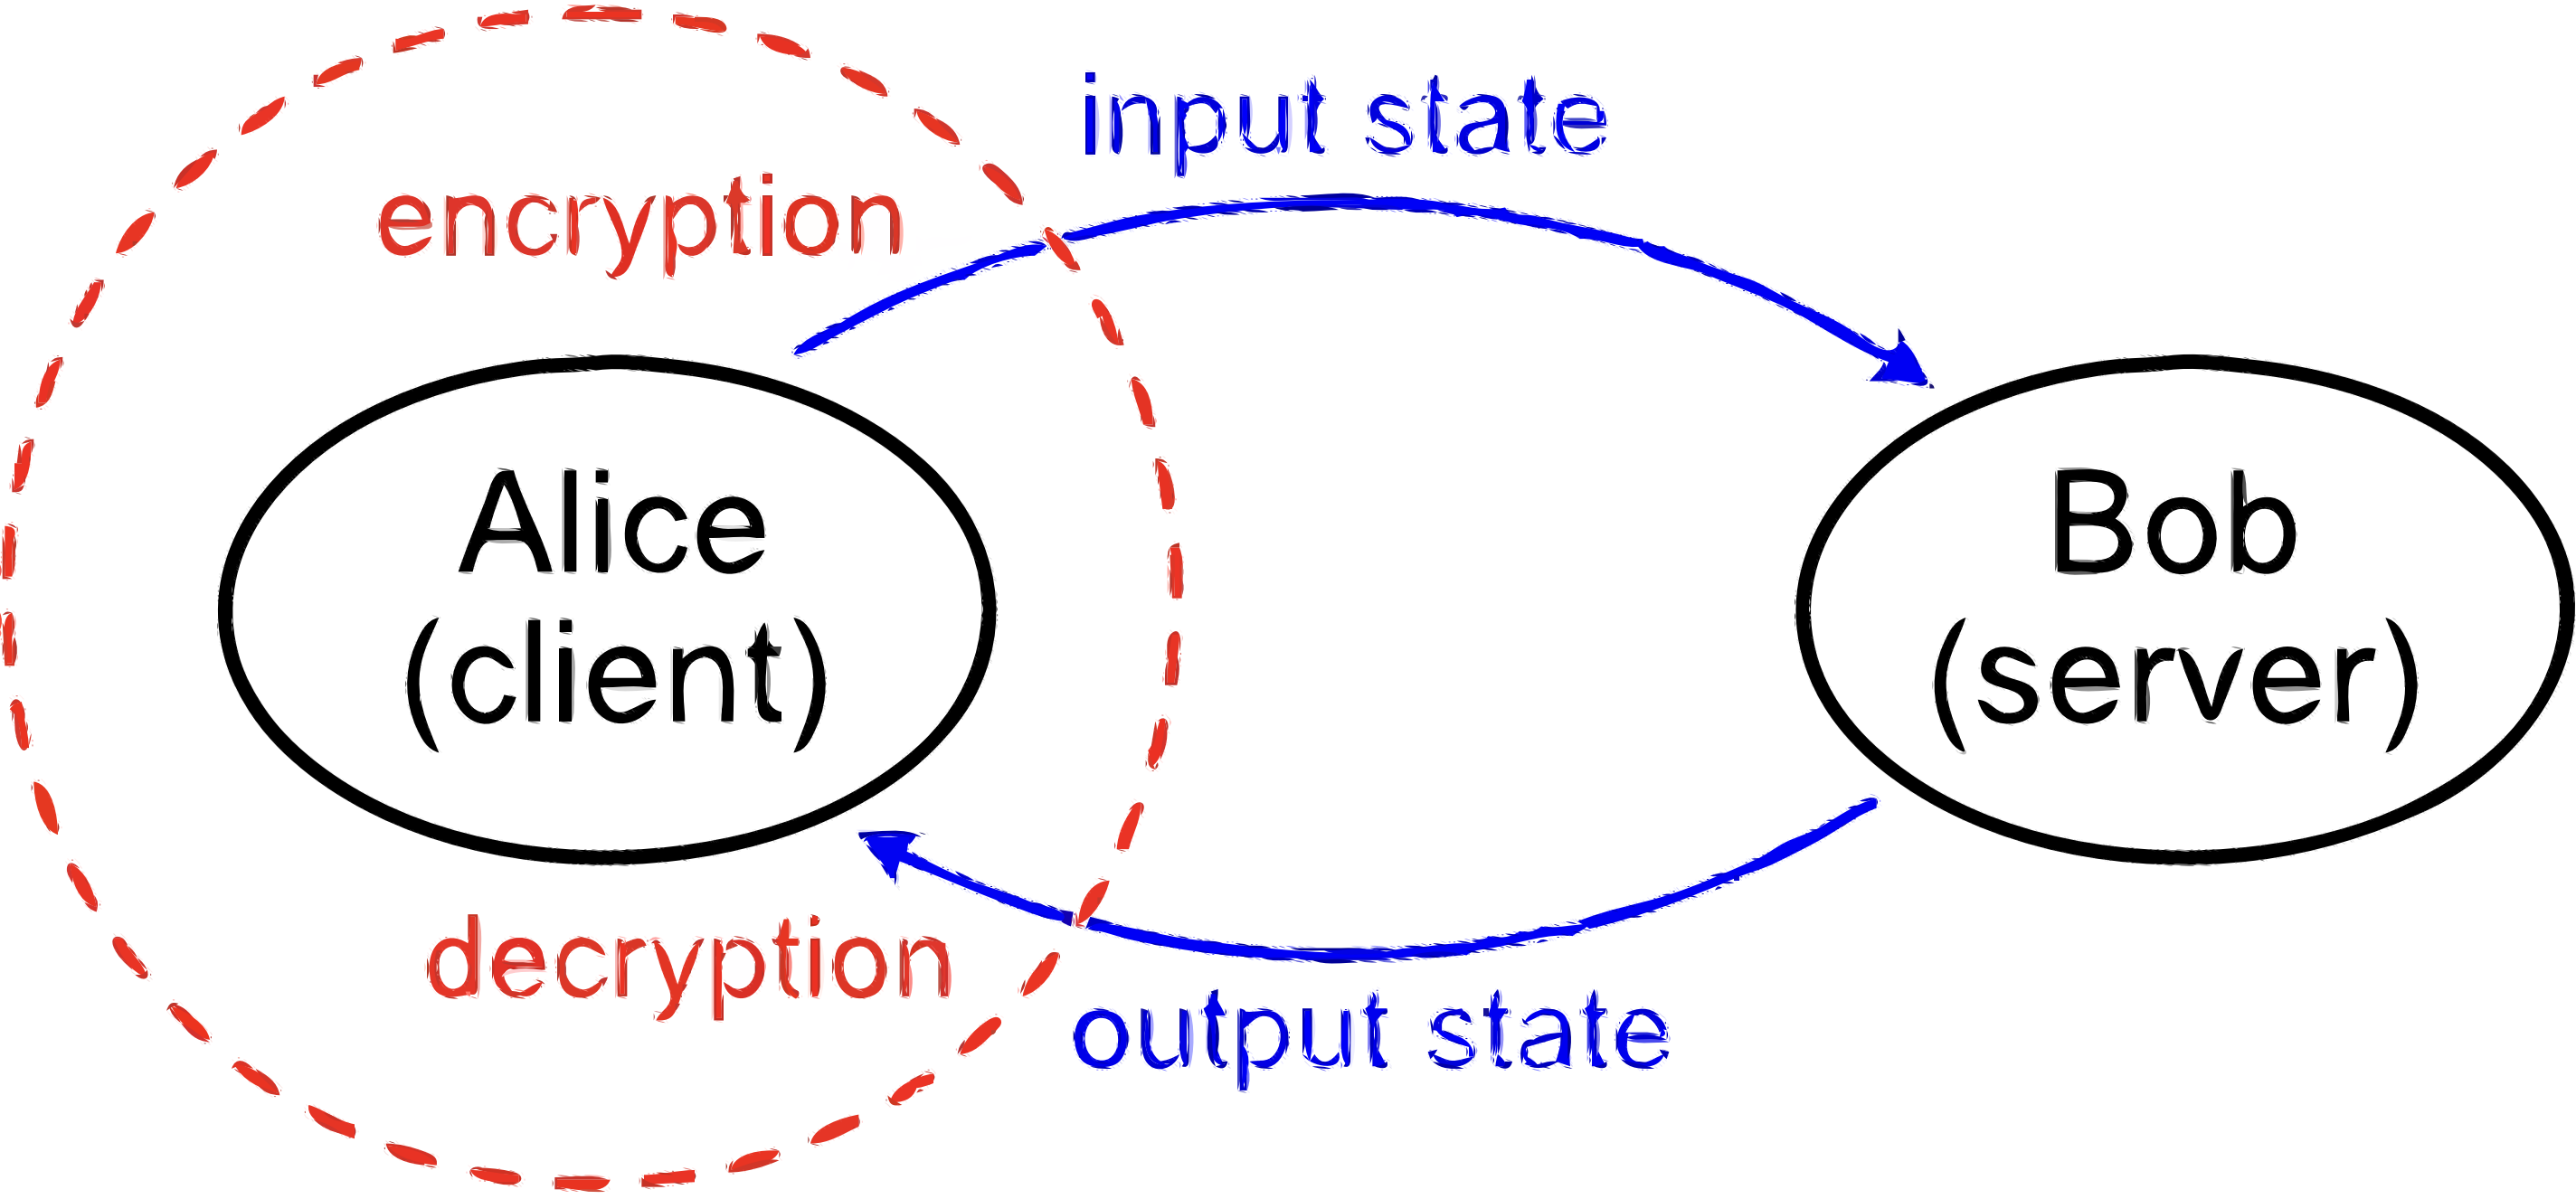 input state
encryption
Alice
(client)
Bob
(server)
decryption
output state